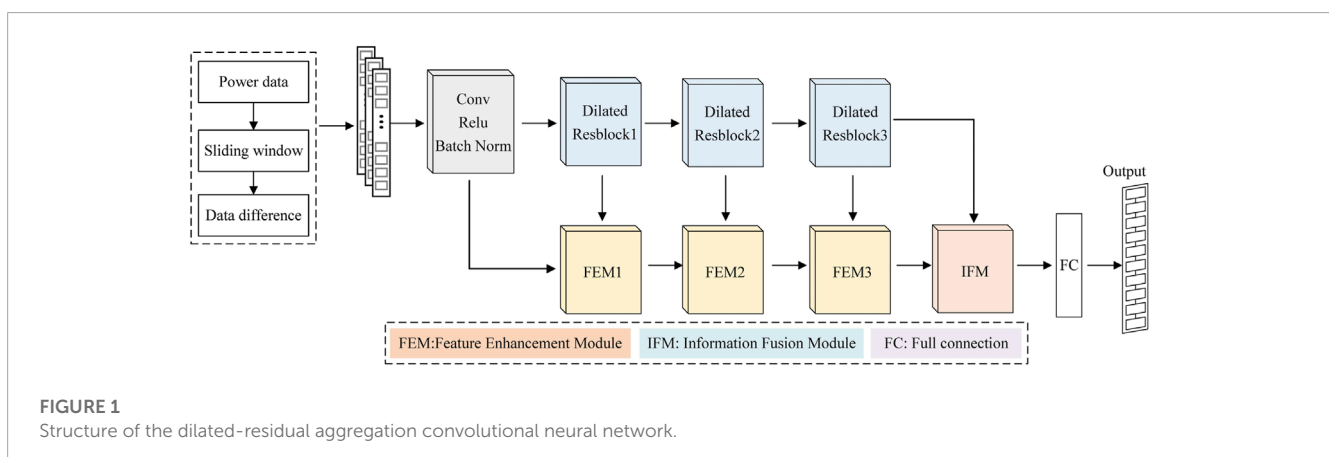 Power data
Sliding window
Data difference
Conv
Relu
Batch Norm
Dilated
Resblock1
Dilated
Resblock2
Dilated
Resblock3
FEM1
FEM2
FEM3
IFM
FC
Output
FEM:Feature Enhancement Module
IFM: Information Fusion Module
FC: Full connection
FIGURE 1
Structure of the dilated-residual aggregation convolutional neural network.